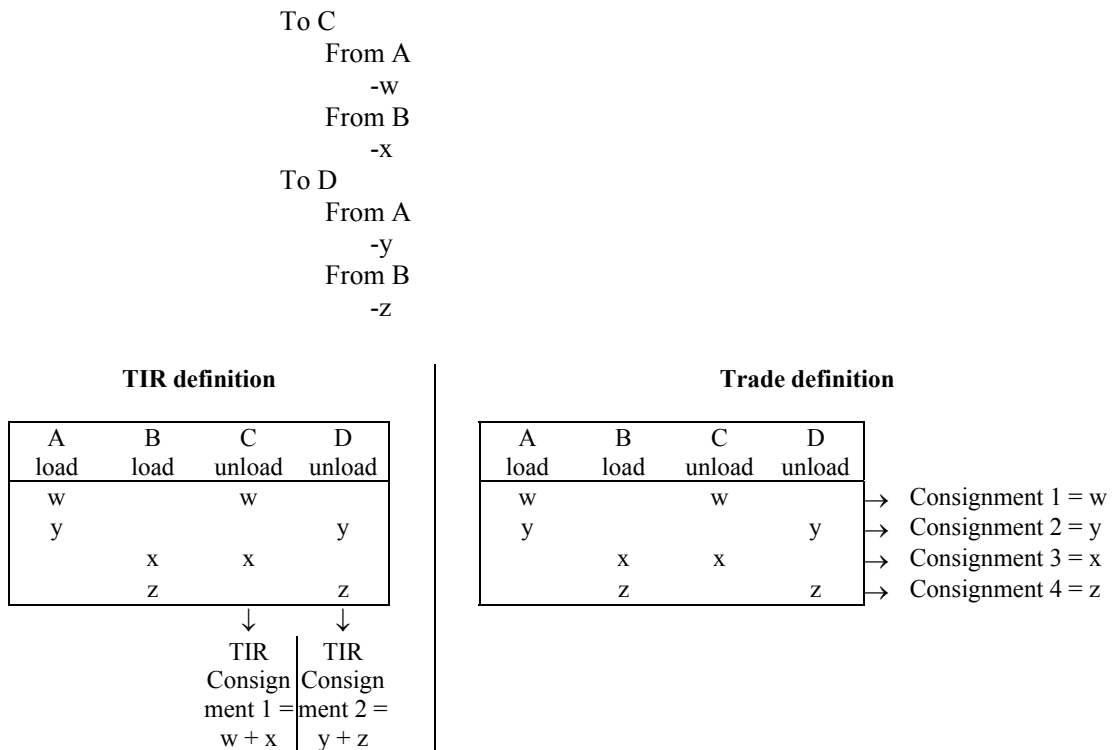 To C
From A
-w
From B
-x
To D
From A
-y
From B
-z
TIR definition
A B C D
load load unload unload
w w
y y
x x
z z
↓ ↓
TIR TIR
Consign Consign
ment 1 = ment 2 =
w + x y + z
Trade definition
A B C D
load load unload unload
w w → Consignment 1 = w
y y → Consignment 2 = y
x x → Consignment 3 = x
z z → Consignment 4 = z